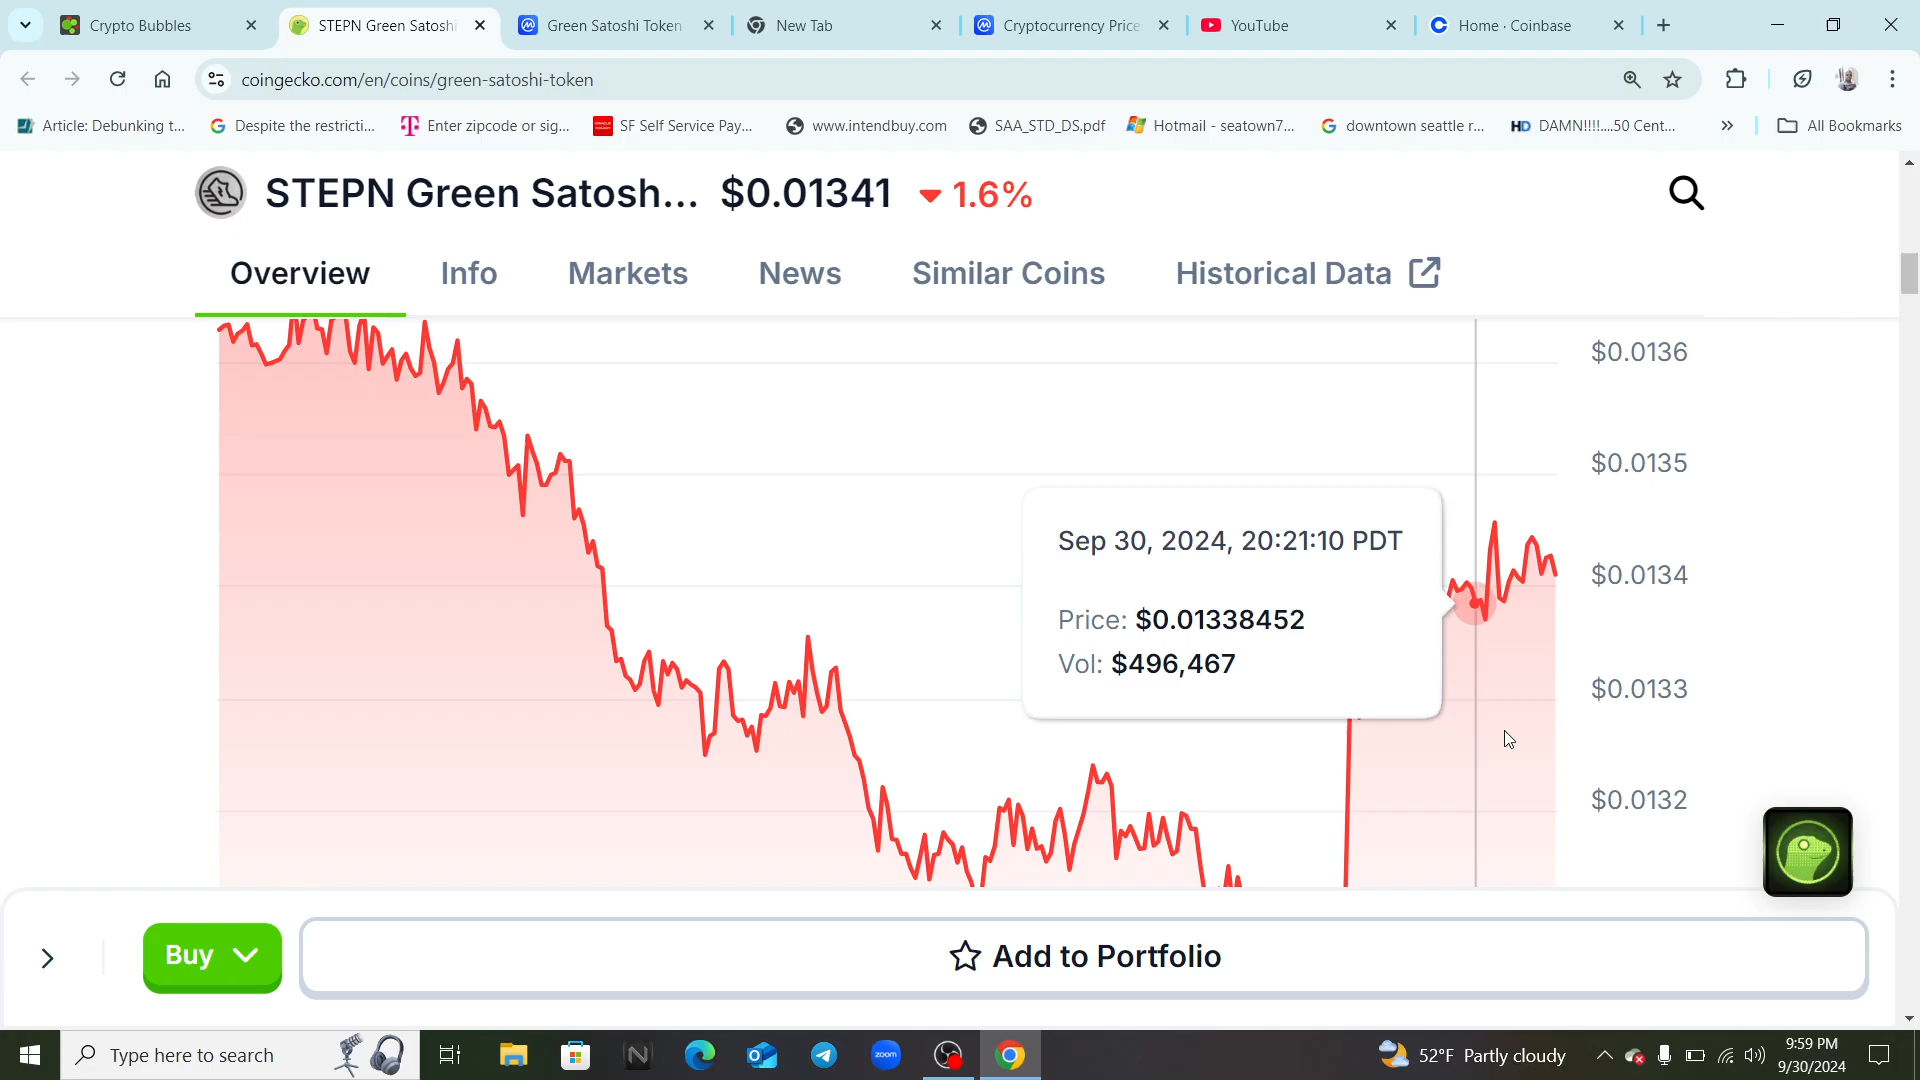 Crypto Bubbles
STEPN Green Satoshi
Green Satoshi Token
New Tab
Cryptocurrency Price
YouTube
Home · Coinbase
coingecko.com/en/coins/green-satoshi-token
Article: Debunking t...
Despite the restricti...
Enter zipcode or sig...
SF Self Service Pay...
www.intendbuy.com
SAA_STD_DS.pdf
Hotmail - seatown7...
downtown seattle r...
HD DAMN!!!!....50 Cent...
All Bookmarks
STEPN Green Satosh... $0.01341 1.6%
Overview
Info
Markets
News
Similar Coins
Historical Data
$0.0136
$0.0135
$0.0134
$0.0133
$0.0132
Sep 30, 2024, 20:21:10 PDT
Price: $0.01338452
Vol: $496,467
Buy
Add to Portfolio
Type here to search
zoom
52°F Partly cloudy
9:59 PM
9/30/2024